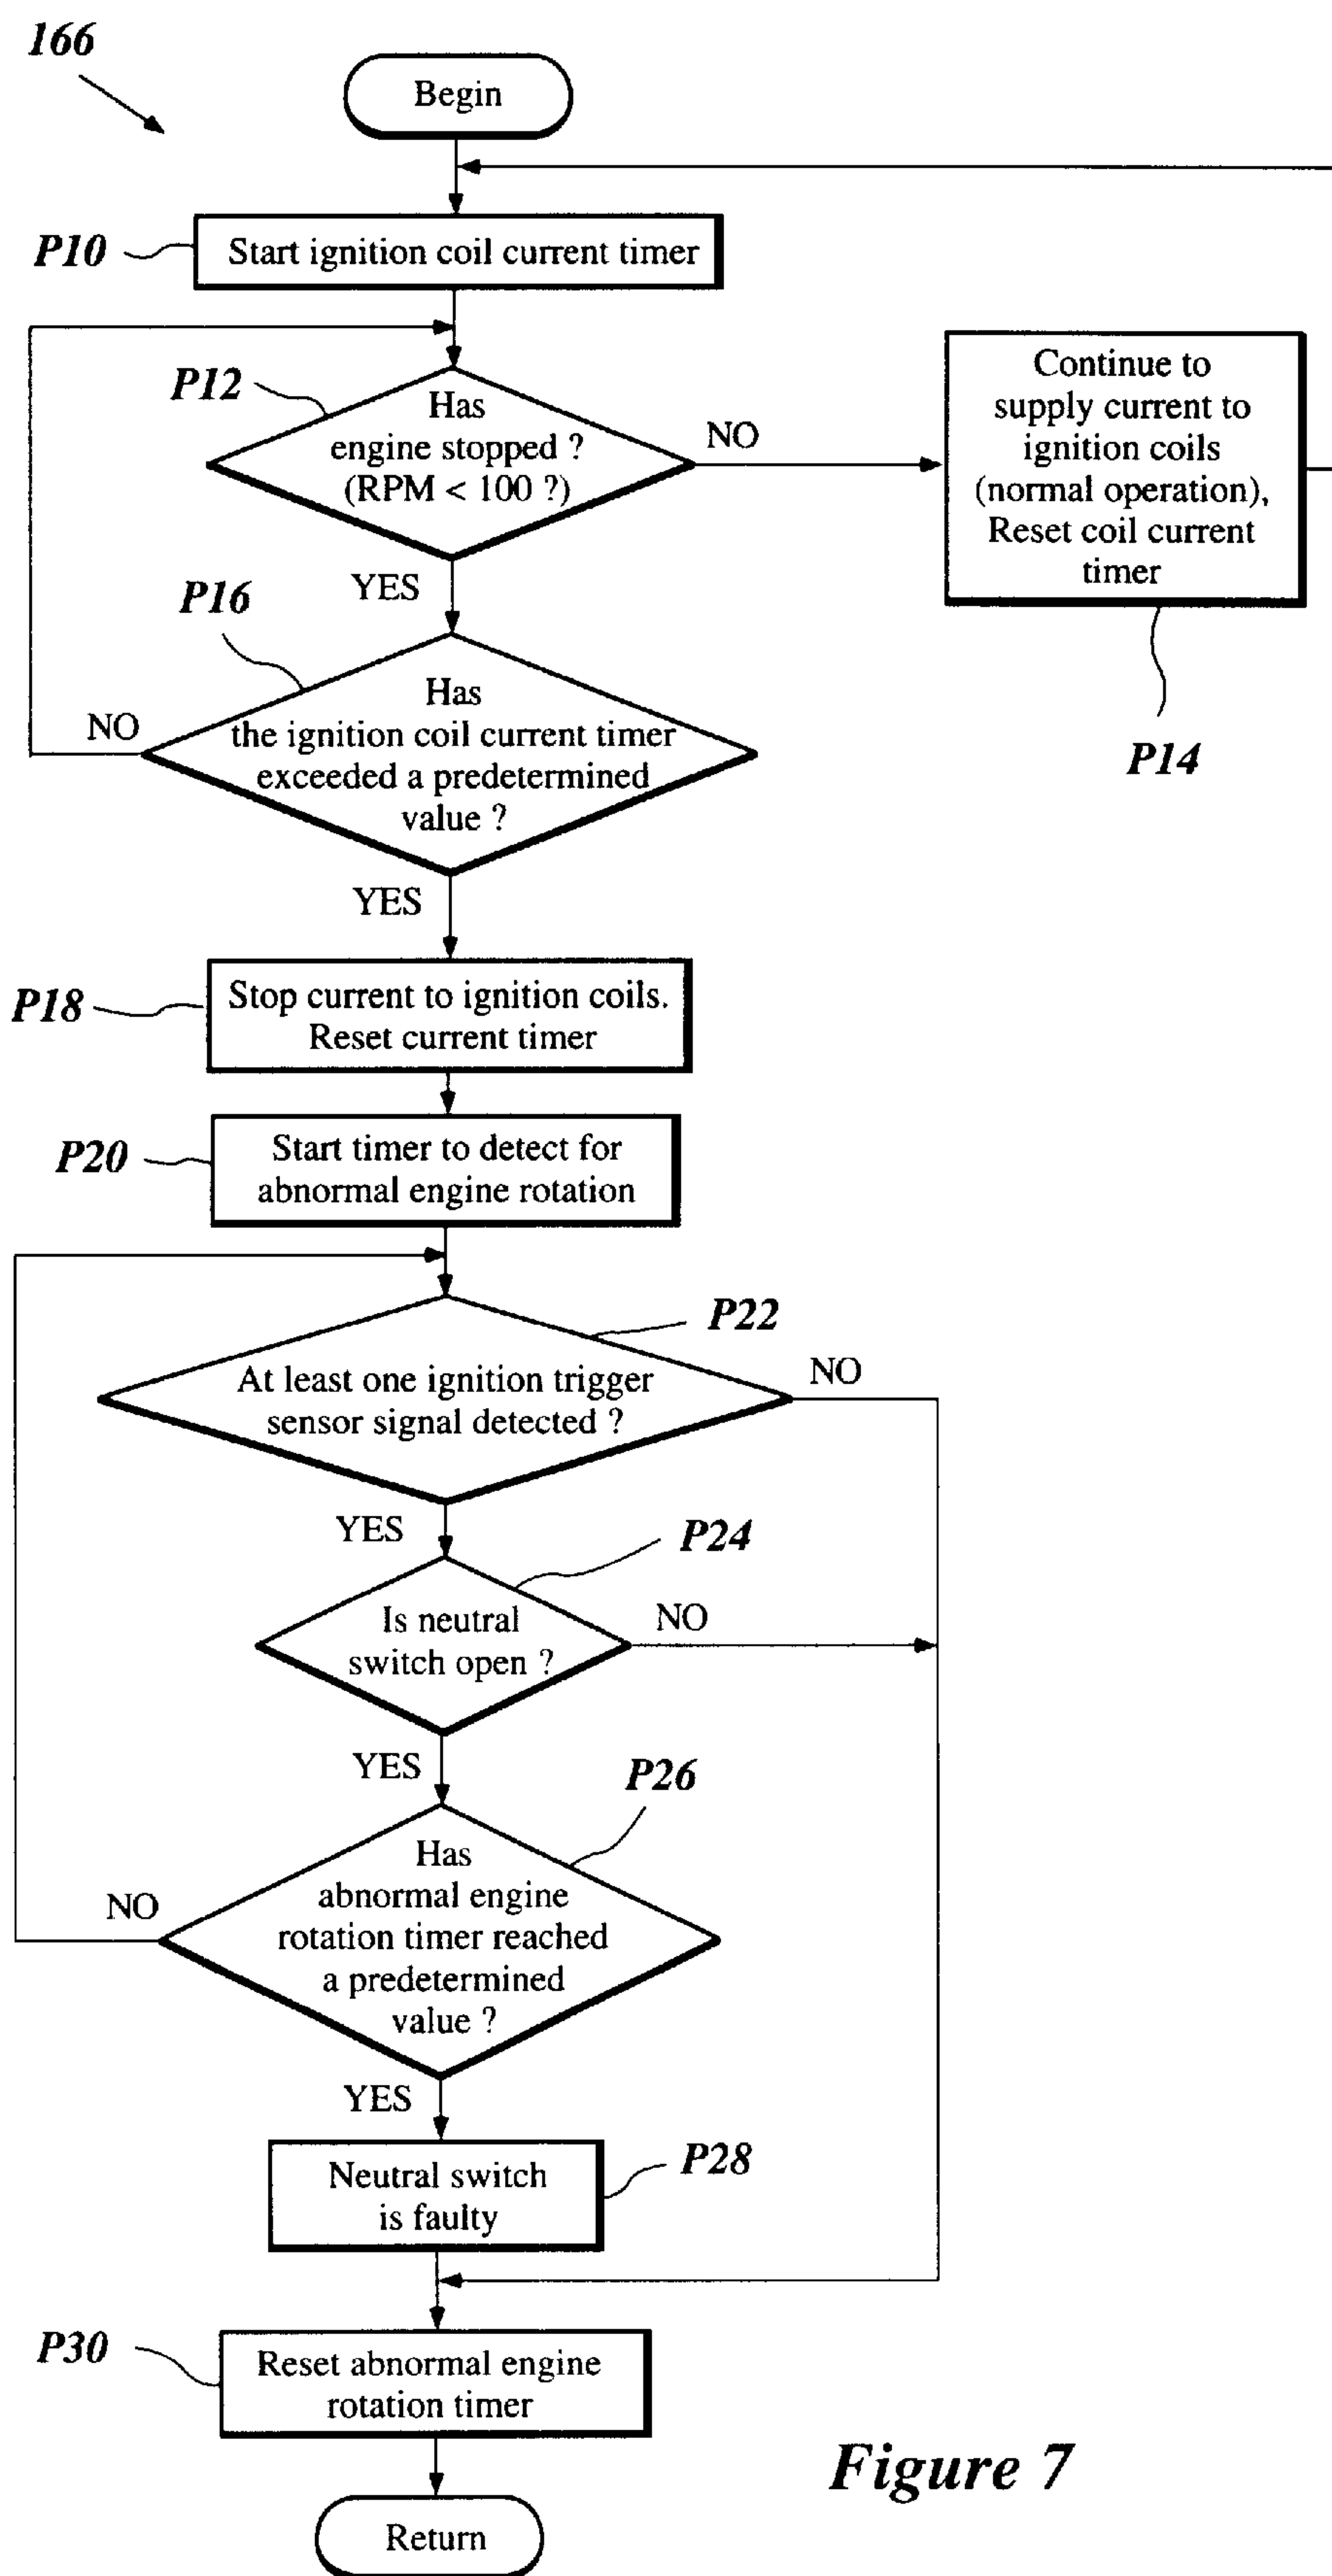 166
Begin
P10
Start ignition coil current timer
P12
Has
engine stopped ?
(RPM < 100 ?)
NO
Continue to
supply current to
ignition coils
(normal operation),
Reset coil current
timer
P14
YES
P16
Has
the ignition coil current timer
exceeded a predetermined
value ?
NO
YES
P18
Stop current to ignition coils.
Reset current timer
P20
Start timer to detect for
abnormal engine rotation
P22
At least one ignition trigger
sensor signal detected ?
NO
YES
P24
Is neutral
switch open ?
NO
YES
P26
Has
abnormal engine
rotation timer reached
a predetermined
value ?
NO
YES
Neutral switch
is faulty
P28
P30
Reset abnormal engine
rotation timer
Return
Figure 7